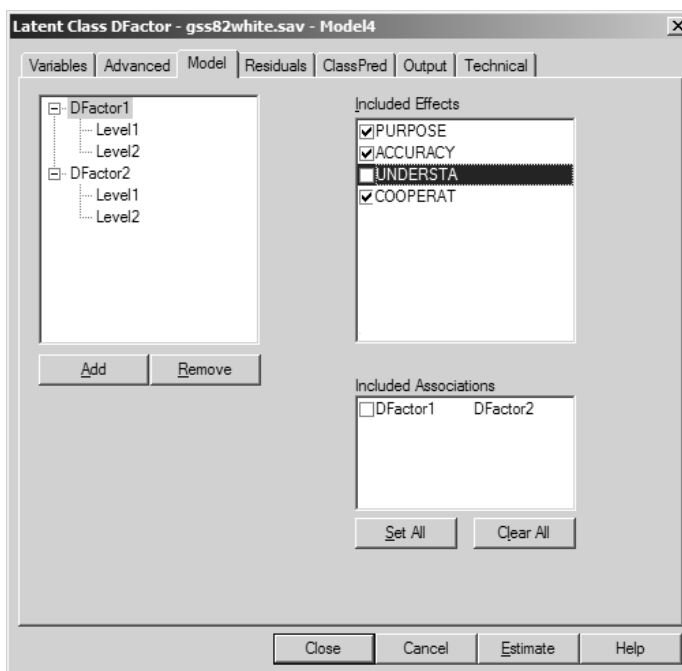 Latent Class DFactor - gss82white.sav - Model4
Variables Advanced Model Residuals ClassPred Output Technical
DFactor1
Level1
Level2
DFactor2
Level1
Level2
Add Remove
Included Effects
PURPOSE
ACCURACY
UNDERSTA
COOPERAT
Included Associations
DFactor1 DFactor2
Set All Clear All
Close Cancel Estimate Help